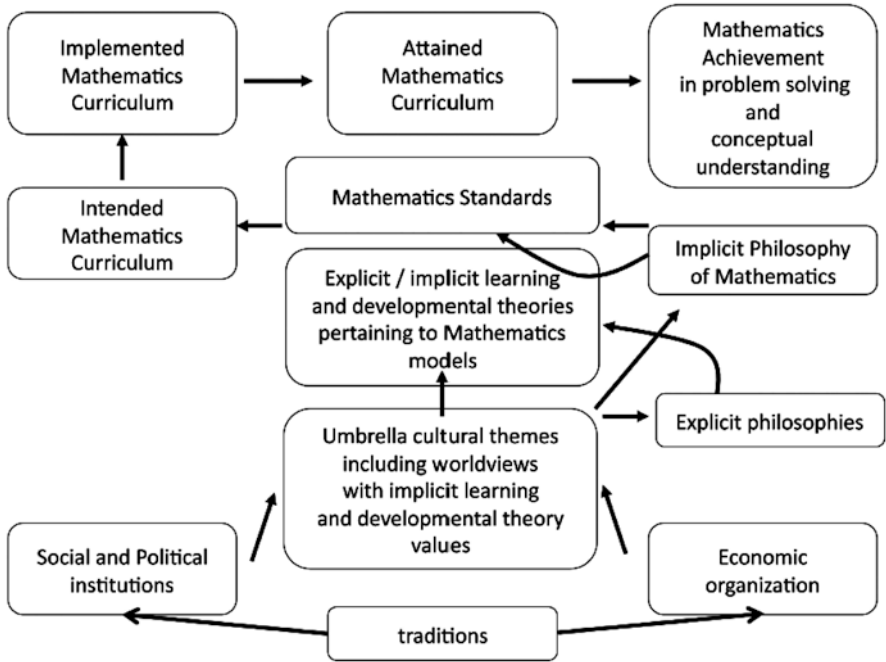 Implemented
Mathematics
Curriculum
Attained
Mathematics
Curriculum
Mathematics
Achievement
in problem solving
and
conceptual
understanding
Mathematics Standards
Intended
Mathematics
Curriculum
Implicit Philosophy
of Mathematics
Explicit / implicit learning
and developmental theories
pertaining to Mathematics
models
Explicit philosophies
Umbrella cultural themes
including worldviews
with implicit learning
and developmental theory
values
Social and Political
institutions
Economic
organization
traditions